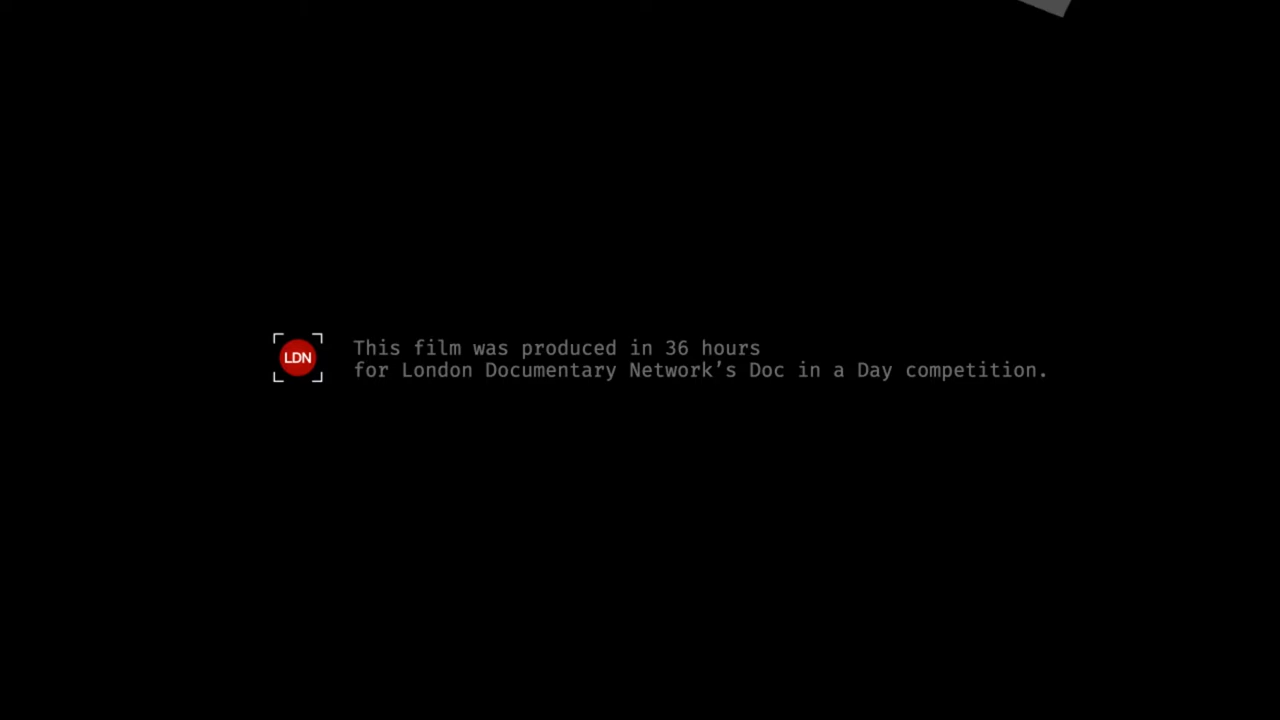 LDN
This film was produced in 36 hours
for London Documentary Network’s Doc in a Day competition.